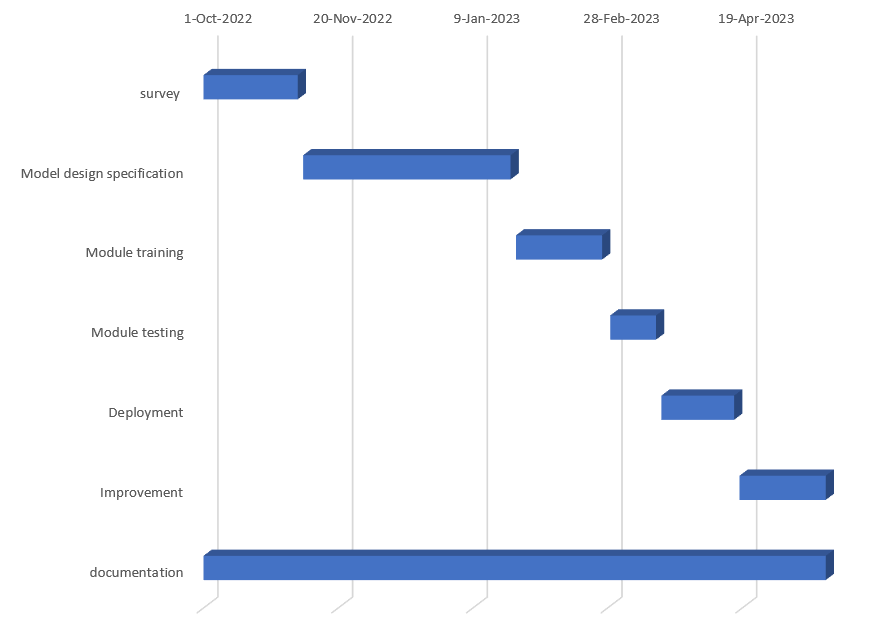 1-Oct-2022 20-Nov-2022 9-Jan-2023 28-Feb-2023 19-Apr-2023
survey
Model design specification
Module training
Module testing
Deployment
Improvement
documentation